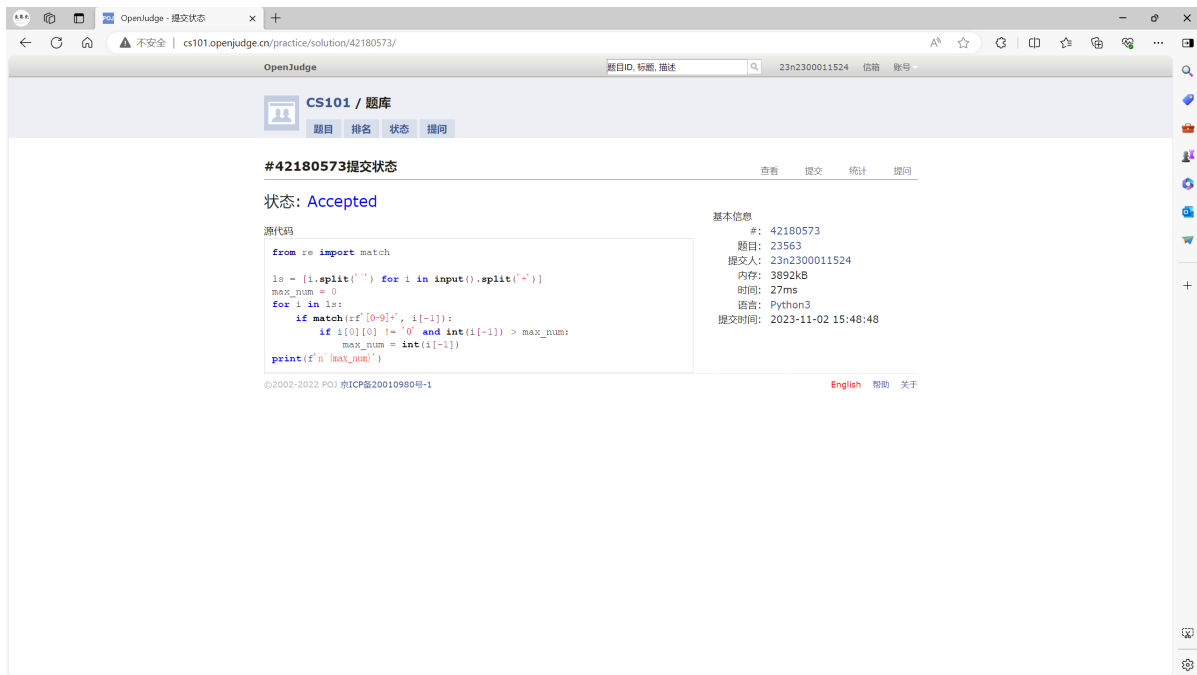 OpenJudge - 提交状态
不安全 | cs101.openjudge.cn/practice/solution/42180573/
OpenJudge 题目ID, 标题, 描述 23n2300011524 信箱 账号
CS101 / 题库
题目 排名 状态 提问
#42180573提交状态 查看 提交 统计 提问
状态: Accepted
源代码
from re import match
ls = [i.split('^') for i in input().split('+')]
max_num = 0
for i in ls:
    if match(rf'[0-9]+', i[-1]):
        if i[0][0] != '0' and int(i[-1]) > max_num:
            max_num = int(i[-1])
print(f'n^{max_num}')
基本信息
#: 42180573
题目: 23563
提交人: 23n2300011524
内存: 3892kB
时间: 27ms
语言: Python3
提交时间: 2023-11-02 15:48:48
©2002-2022 POJ 京ICP备20010980号-1 English 帮助 关于